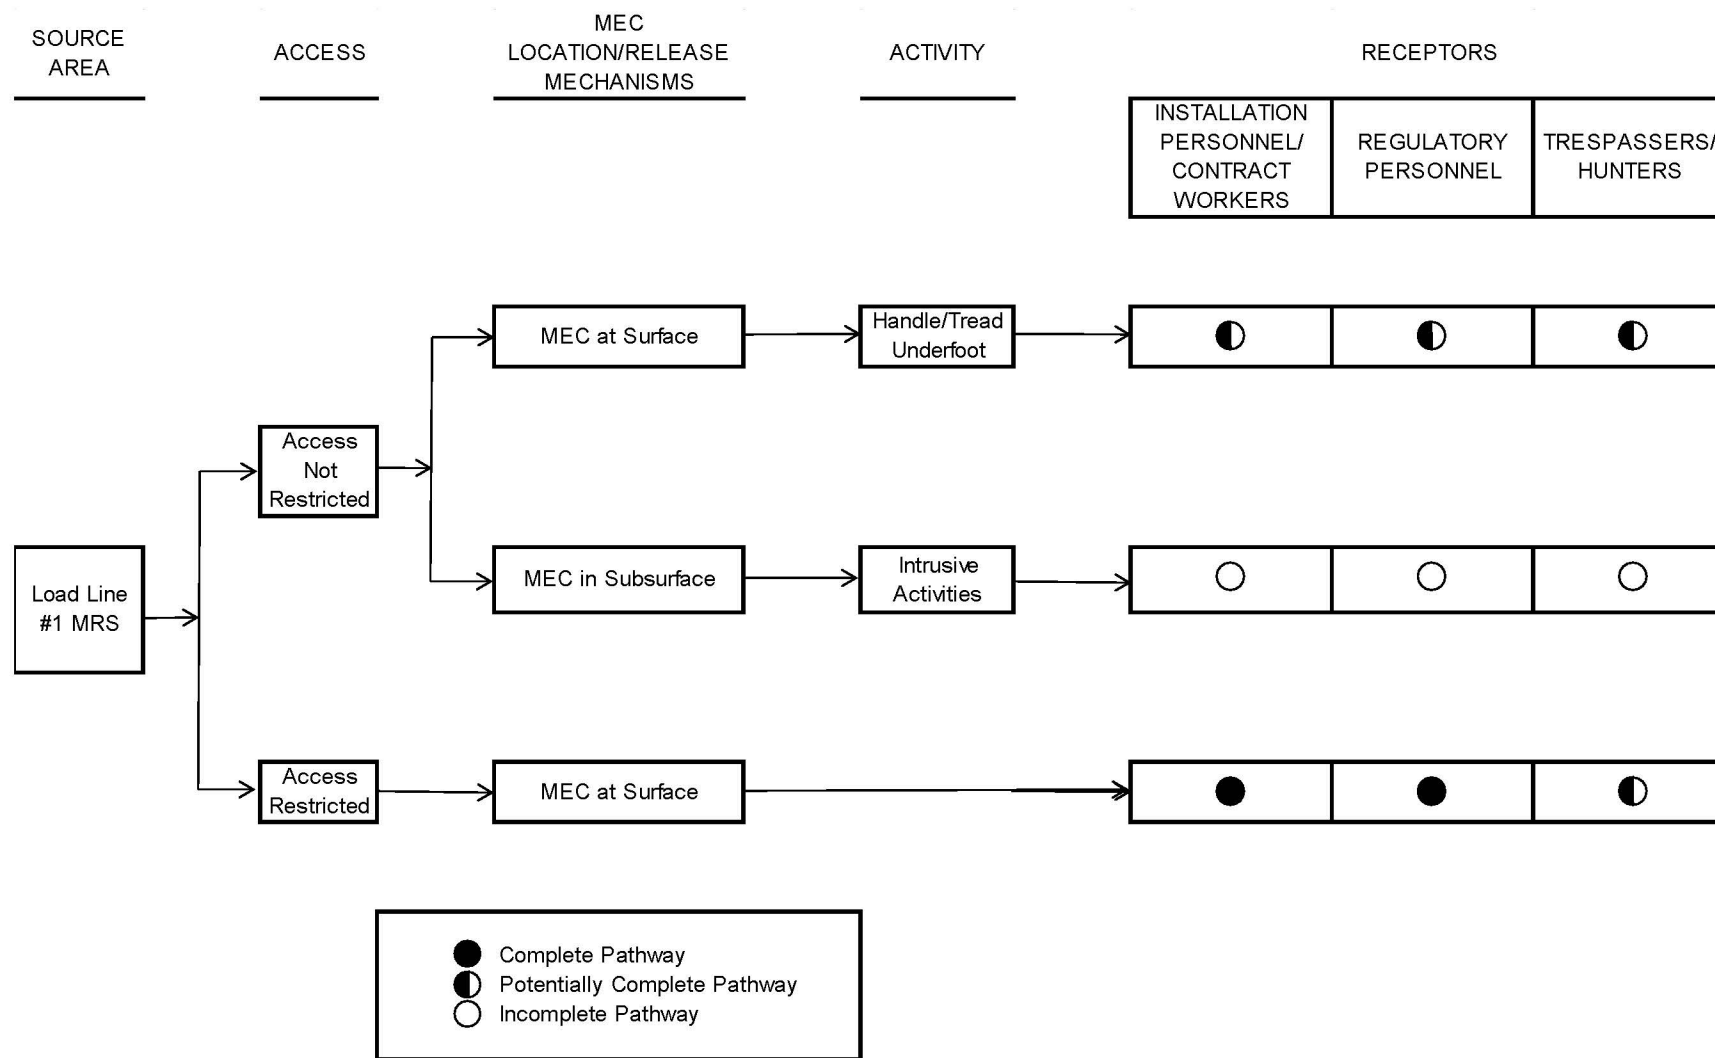 SOURCE
AREA
ACCESS
MEC
LOCATION/RELEASE
MECHANISMS
ACTIVITY
RECEPTORS
INSTALLATION
PERSONNEL/
CONTRACT
WORKERS
REGULATORY
PERSONNEL
TRESPASSERS/
HUNTERS
MEC at Surface
Handle/Tread
Underfoot
Access
Not
Restricted
Load Line
#1 MRS
MEC in Subsurface
Intrusive
Activities
Access
Restricted
MEC at Surface
Complete Pathway
Potentially Complete Pathway
Incomplete Pathway